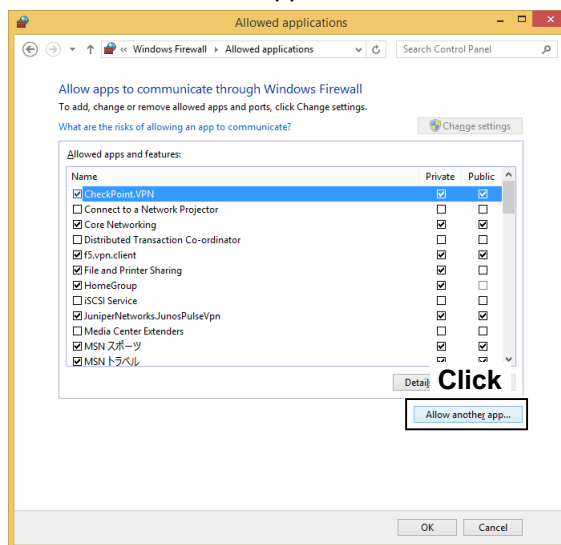 Allowed applications
« Windows Firewall ▸ Allowed applications
Search Control Panel
Allow apps to communicate through Windows Firewall
To add, change or remove allowed apps and ports, click Change settings.
What are the risks of allowing an app to communicate?
Change settings
Allowed apps and features:
Name Private Public
CheckPoint.VPN
Connect to a Network Projector
Core Networking
Distributed Transaction Co-ordinator
f5.vpn.client
File and Printer Sharing
HomeGroup
iSCSI Service
JuniperNetworks.JunosPulseVpn
Media Center Extenders
MSN スポーツ
MSN トラベル
Click
Allow another app...
OK Cancel